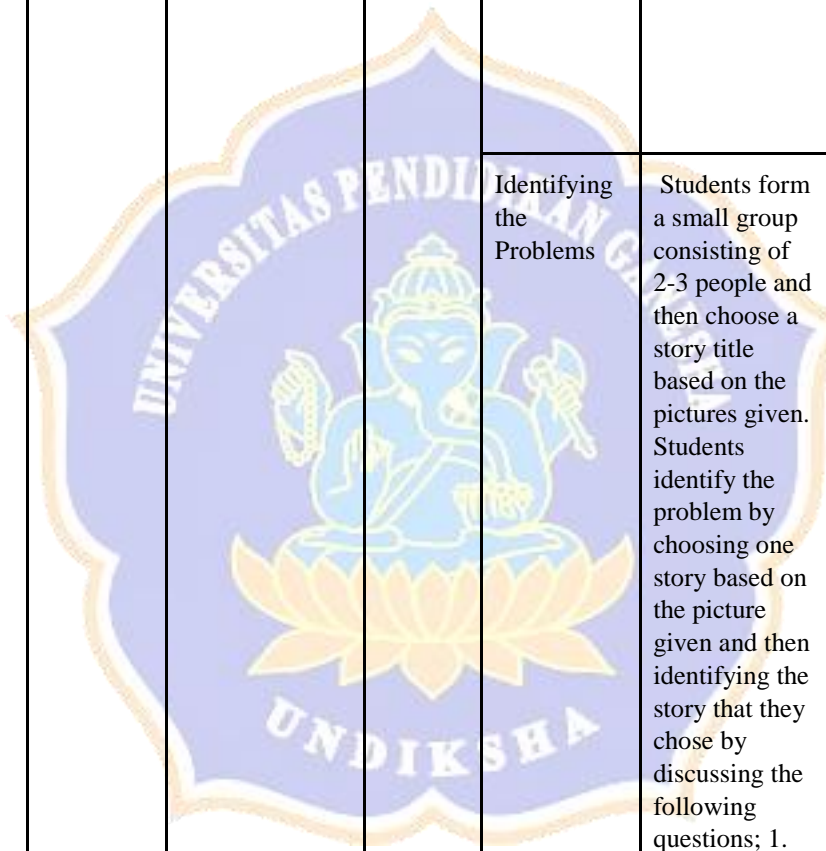 UNIVERSITAS PENDIDIKAN GANESHA
UNDIKSHA
Identifying
the
Problems
Students form
a small group
consisting of
2-3 people and
then choose a
story title
based on the
pictures given.
Students
identify the
problem by
choosing one
story based on
the picture
given and then
identifying the
story that they
chose by
discussing the
following
questions; 1.